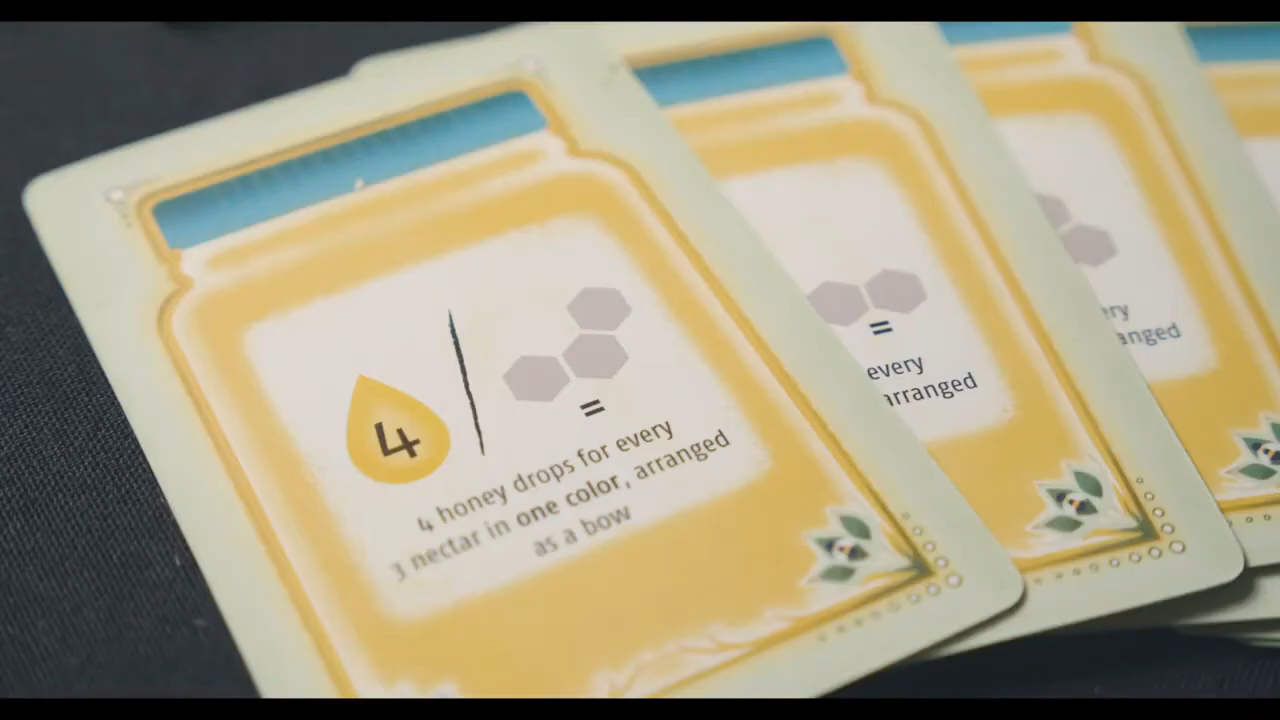 4
=
4 honey drops for every
3 nectar in one color, arranged
as a bow
=
every
arranged
=
ery
anged